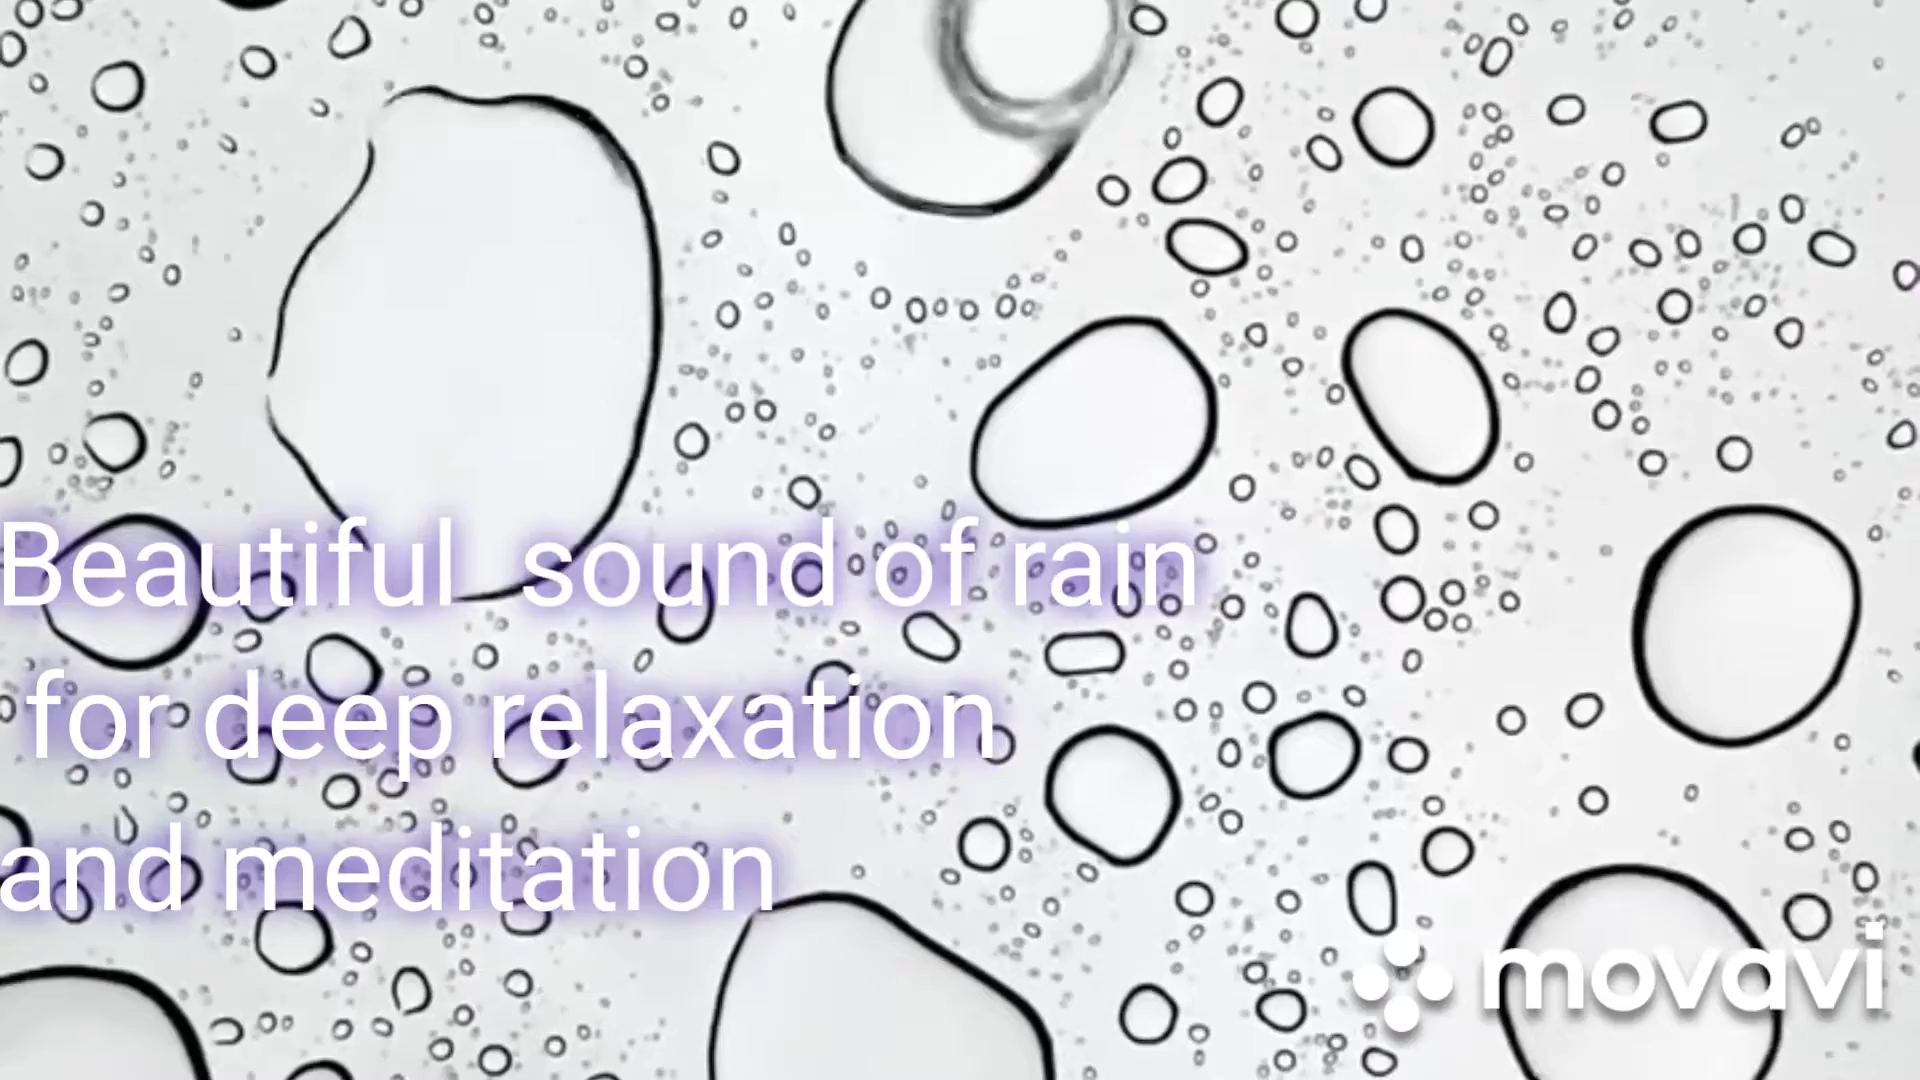 Beautiful  sound of rain
for deep relaxation
and meditation
movavi